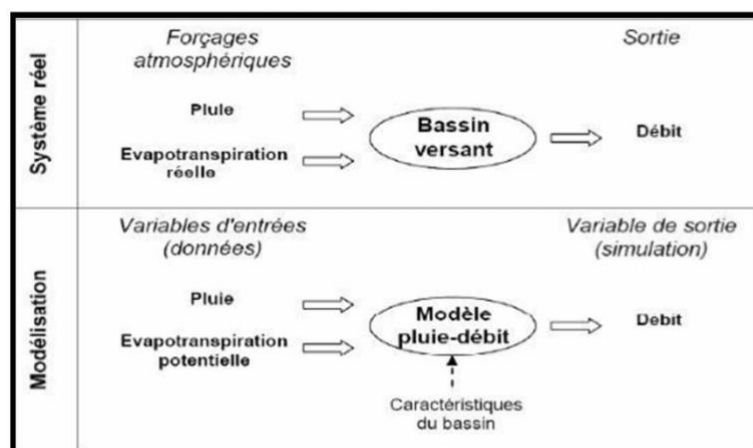 Système réel
Forçages
atmosphériques
Sortie
Pluie
Evapotranspiration
réelle
Bassin
versant
Débit
Modélisation
Variables d'entrées
(données)
Variable de sortie
(simulation)
Pluie
Evapotranspiration
potentielle
Modèle
pluie-débit
Debit
Caractéristiques
du bassin